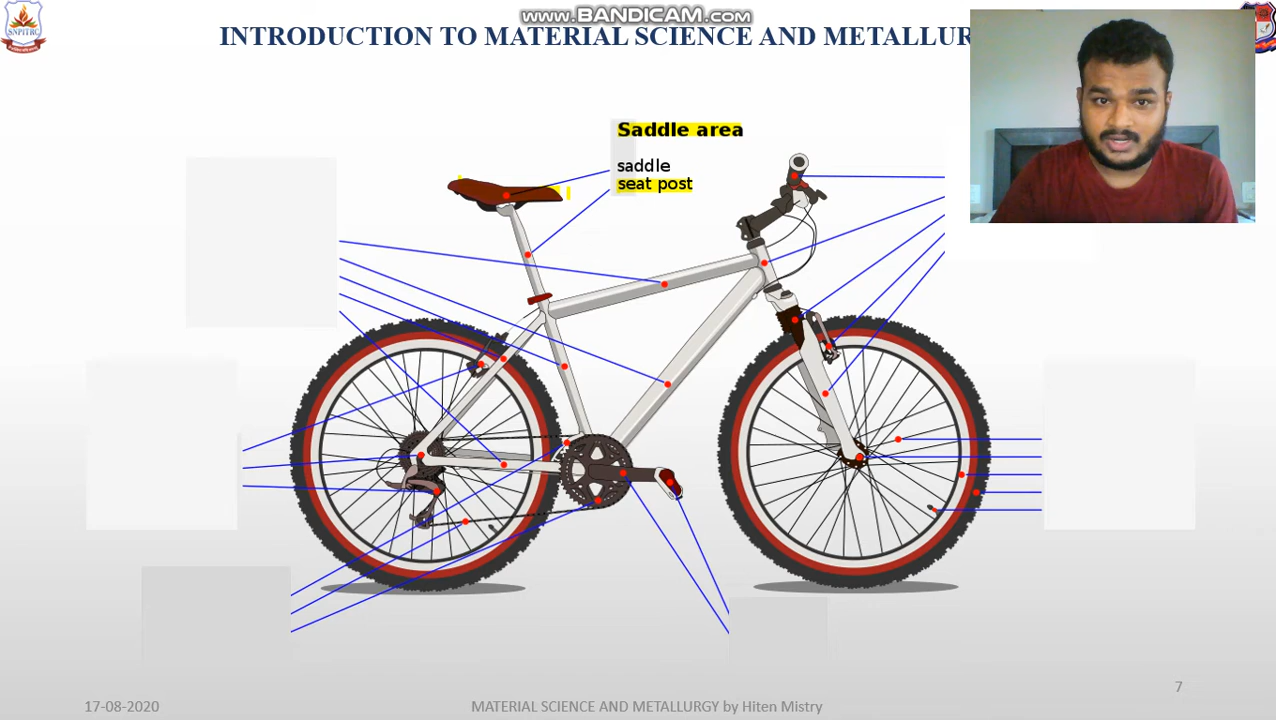 www.BANDICAM.com
SNPITRC
INTRODUCTION TO MATERIAL SCIENCE AND METALLUR
Saddle area
saddle
seat post
7
17-08-2020
MATERIAL SCIENCE AND METALLURGY by Hiten Mistry